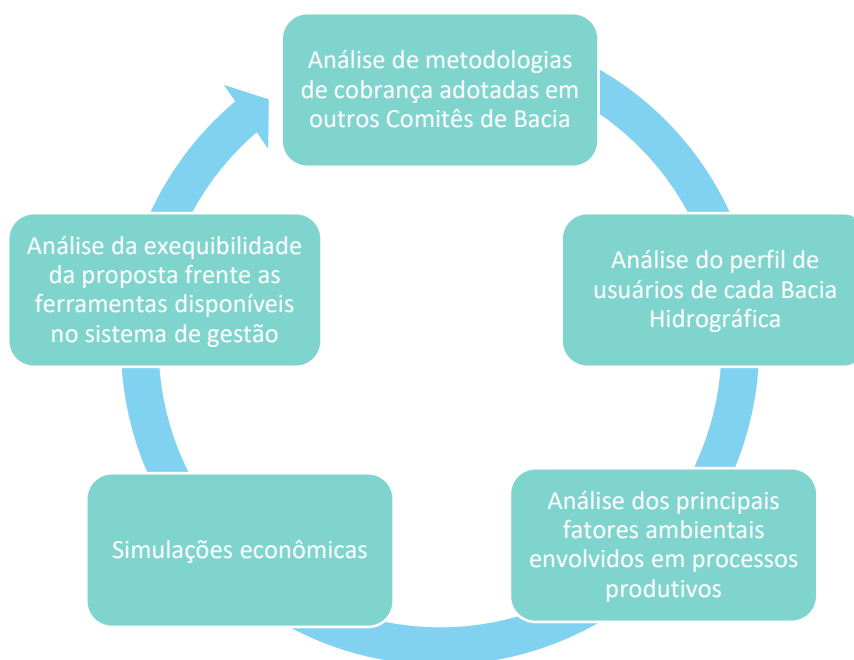 Análise de metodologias
de cobrança adotadas em
outros Comitês de Bacia
Análise do perfil de
usuários de cada Bacia
Hidrográfica
Análise dos principais
fatores ambientais
envolvidos em processos
produtivos
Simulações econômicas
Análise da exequibilidade
da proposta frente as
ferramentas disponíveis
no sistema de gestão